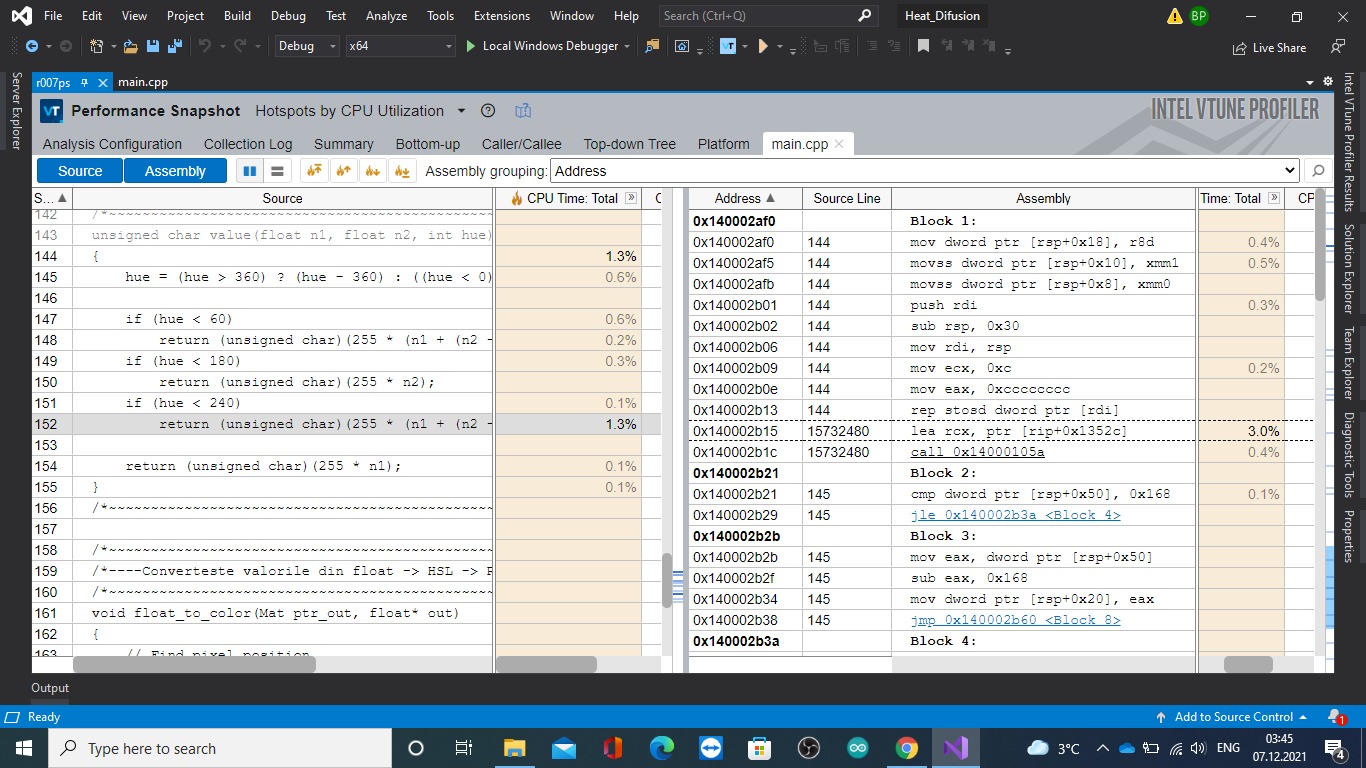 File Edit View Project Build Debug Test Analyze Tools Extensions Window Help Search (Ctrl+Q) Heat_Difusion BP
Debug x64 Local Windows Debugger VT Live Share
Server Explorer
r007ps main.cpp
VT Performance Snapshot Hotspots by CPU Utilization INTEL VTUNE PROFILER
Analysis Configuration Collection Log Summary Bottom-up Caller/Callee Top-down Tree Platform main.cpp
Source Assembly Assembly grouping: Address
S... Source CPU Time: Total C
142 /*~~~~~~~~~~~~~~~~~~~~~~~~~~~~~~~~~~~~~~~~~~~~~~~~
143 unsigned char value(float n1, float n2, int hue)
144 { 1.3%
145 hue = (hue > 360) ? (hue - 360) : ((hue < 0) 0.6%
146
147 if (hue < 60) 0.6%
148 return (unsigned char)(255 * (n1 + (n2 - 0.2%
149 if (hue < 180) 0.3%
150 return (unsigned char)(255 * n2);
151 if (hue < 240) 0.1%
152 return (unsigned char)(255 * (n1 + (n2 - 1.3%
153
154 return (unsigned char)(255 * n1); 0.1%
155 } 0.1%
156 /*~~~~~~~~~~~~~~~~~~~~~~~~~~~~~~~~~~~~~~~~~~~~~~~~
157
158 /*~~~~~~~~~~~~~~~~~~~~~~~~~~~~~~~~~~~~~~~~~~~~~~~~
159 /*----Converteste valorile din float -> HSL ->
160 /*~~~~~~~~~~~~~~~~~~~~~~~~~~~~~~~~~~~~~~~~~~~~~~~~
161 void float_to_color(Mat ptr_out, float* out)
162 {
163 // Find pixel position
Address Source Line Assembly Time: Total CP
0x140002af0 Block 1:
0x140002af0 144 mov dword ptr [rsp+0x18], r8d 0.4%
0x140002af5 144 movss dword ptr [rsp+0x10], xmm1 0.5%
0x140002afb 144 movss dword ptr [rsp+0x8], xmm0
0x140002b01 144 push rdi 0.3%
0x140002b02 144 sub rsp, 0x30
0x140002b06 144 mov rdi, rsp
0x140002b09 144 mov ecx, 0xc 0.2%
0x140002b0e 144 mov eax, 0xcccccccc
0x140002b13 144 rep stosd dword ptr [rdi]
0x140002b15 15732480 lea rcx, ptr [rip+0x1352c] 3.0%
0x140002b1c 15732480 call 0x14000105a 0.4%
0x140002b21 Block 2:
0x140002b21 145 cmp dword ptr [rsp+0x50], 0x168 0.1%
0x140002b29 145 jle 0x140002b3a <Block 4>
0x140002b2b Block 3:
0x140002b2b 145 mov eax, dword ptr [rsp+0x50]
0x140002b2f 145 sub eax, 0x168
0x140002b34 145 mov dword ptr [rsp+0x20], eax
0x140002b38 145 jmp 0x140002b60 <Block 8>
0x140002b3a Block 4:
Intel VTune Profiler Results
Solution Explorer
Team Explorer
Diagnostic Tools
Properties
Output
Ready Add to Source Control 1
Type here to search 3°C ENG 03:45
07.12.2021 4